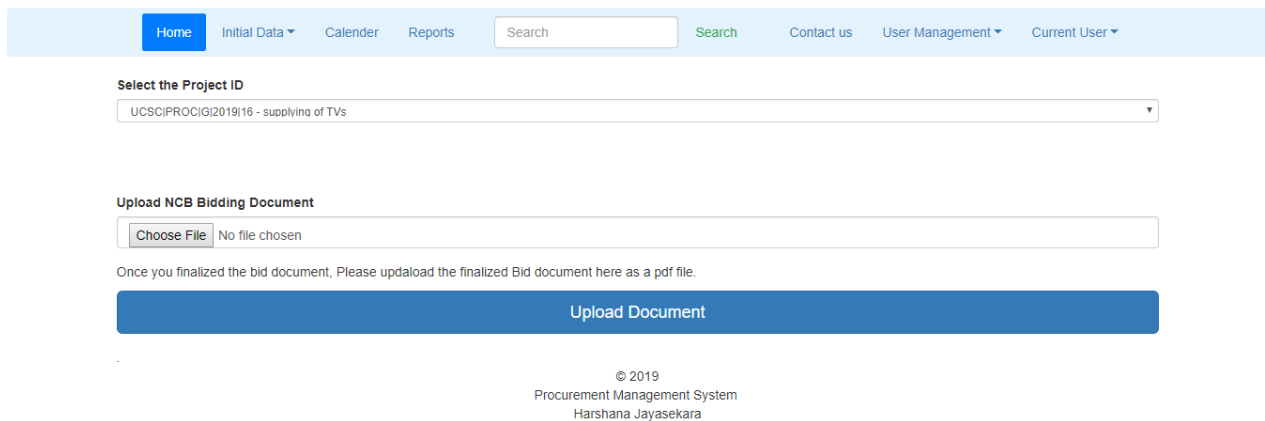 Home Initial Data Calender Reports Search Search Contact us User Management Current User
Select the Project ID
UCSC|PROC|G|2019|16 - supplying of TVs
Upload NCB Bidding Document
Choose File No file chosen
Once you finalized the bid document, Please updaload the finalized Bid document here as a pdf file.
Upload Document
.
© 2019
Procurement Management System
Harshana Jayasekara